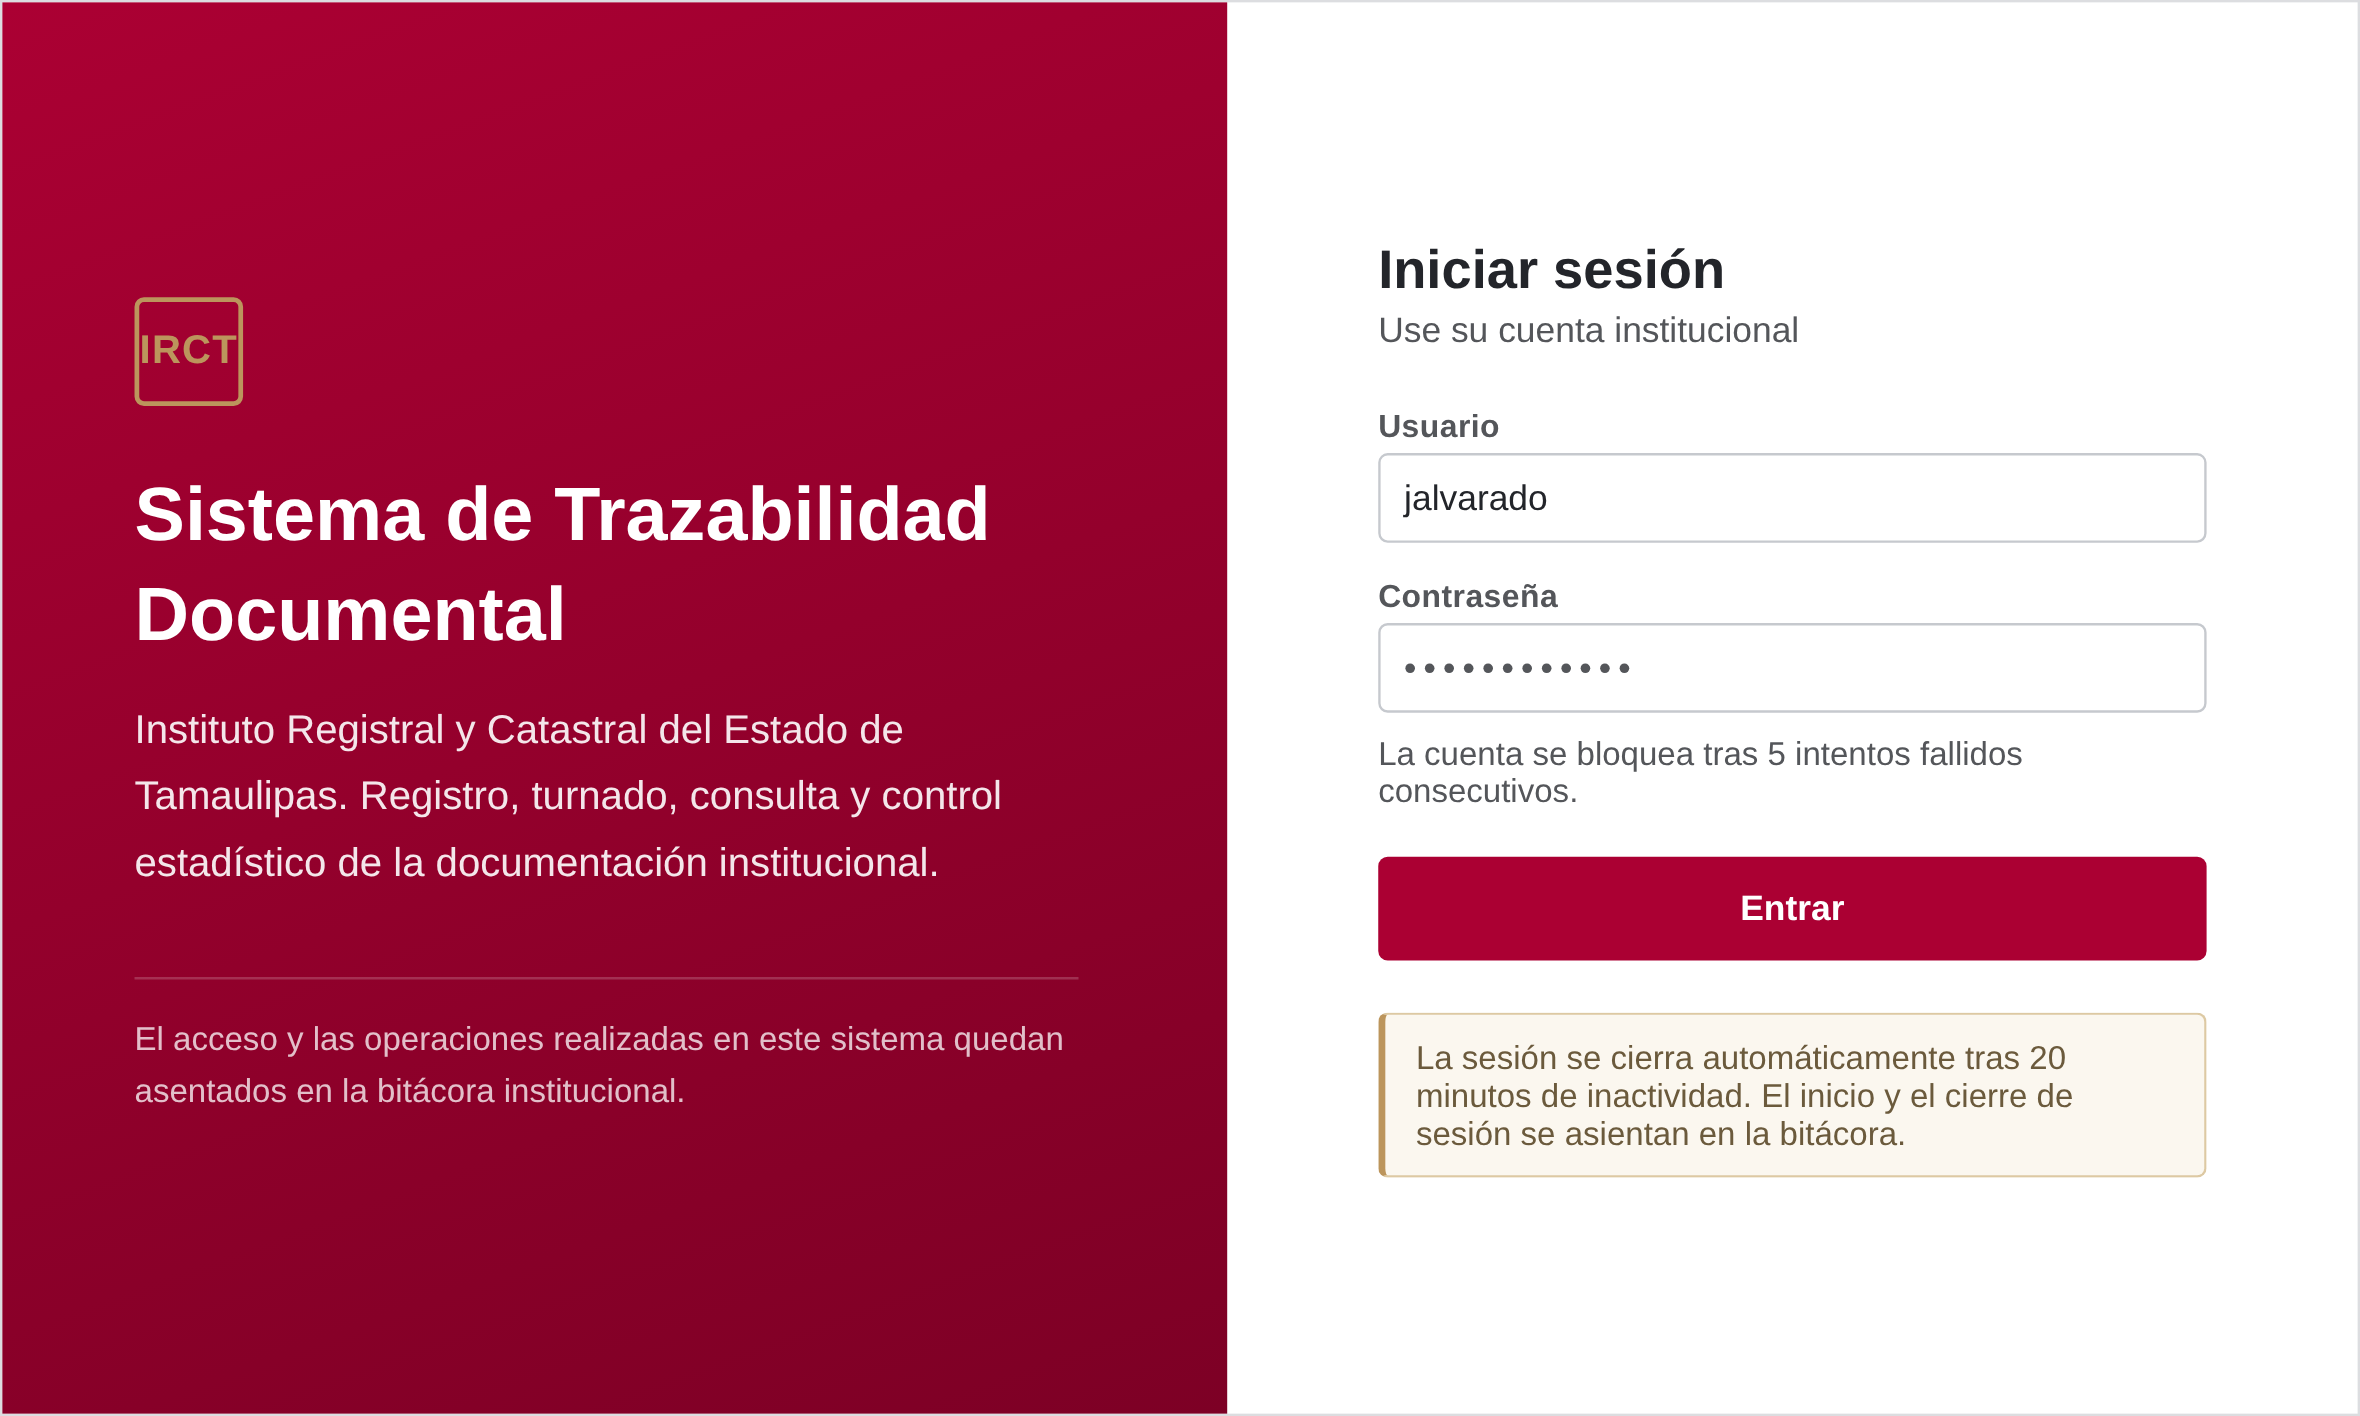 IRCT
Sistema de Trazabilidad
Documental
Instituto Registral y Catastral del Estado de
Tamaulipas. Registro, turnado, consulta y control
estadístico de la documentación institucional.
El acceso y las operaciones realizadas en este sistema quedan
asentados en la bitácora institucional.
Iniciar sesión
Use su cuenta institucional
Usuario
jalvarado
Contraseña
••••••••••••
La cuenta se bloquea tras 5 intentos fallidos
consecutivos.
Entrar
La sesión se cierra automáticamente tras 20
minutos de inactividad. El inicio y el cierre de
sesión se asientan en la bitácora.